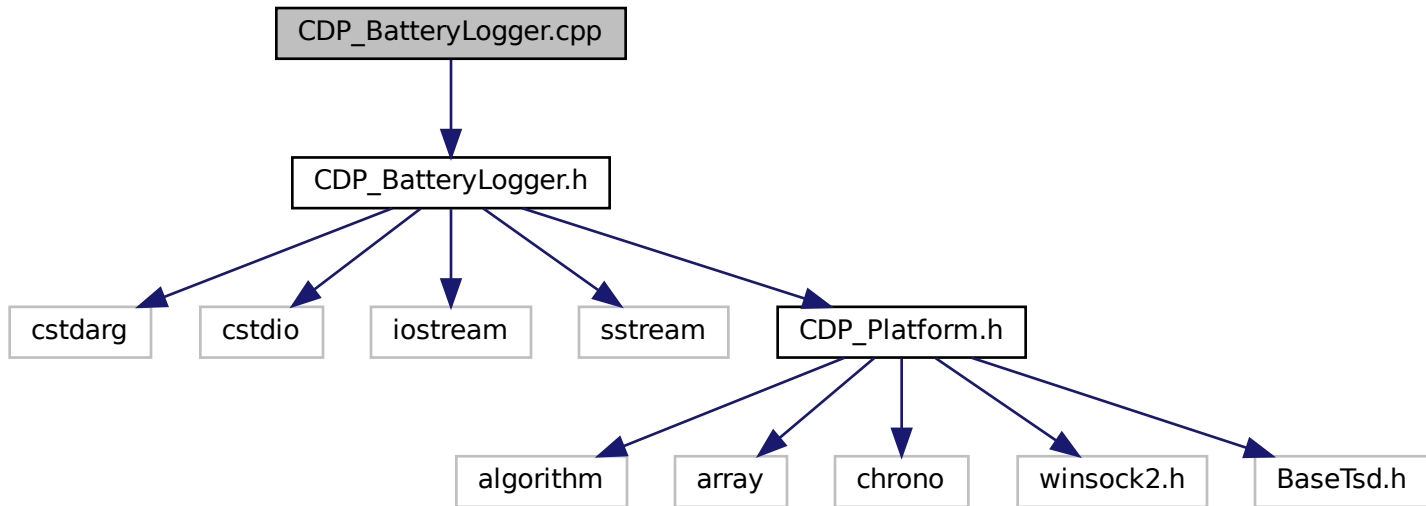 CDP_BatteryLogger.cpp
CDP_BatteryLogger.h
cstdarg
cstdio
iostream
sstream
CDP_Platform.h
algorithm
array
chrono
winsock2.h
BaseTsd.h